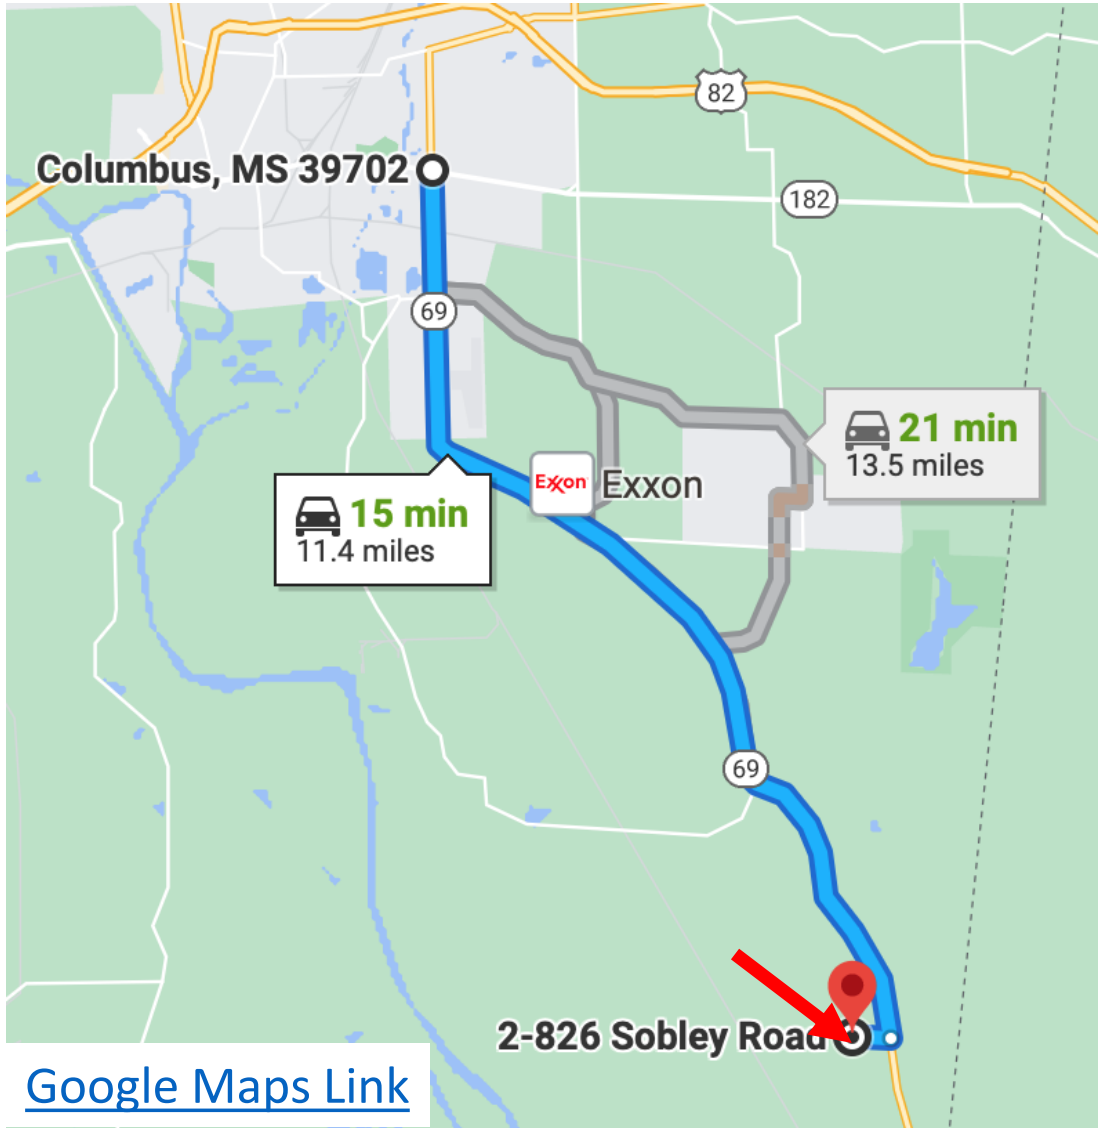 82
Columbus, MS 39702
182
69
21 min
13.5 miles
Exxon Exxon
15 min
11.4 miles
69
2-826 Sobley Road
Google Maps Link